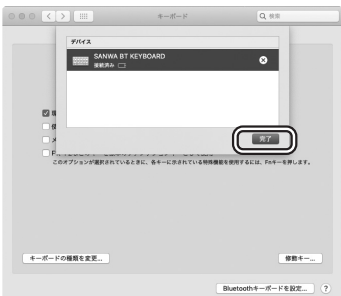 キーボード
検索
デバイス
SANWA BT KEYBOARD
接続済み
完了
このオプションが選択されているときに、各キーに示されている特殊機能を使用するには、Fnキーを押します。
キーボードの種類を変更...
修飾キー...
Bluetoothキーボードを設定...
?